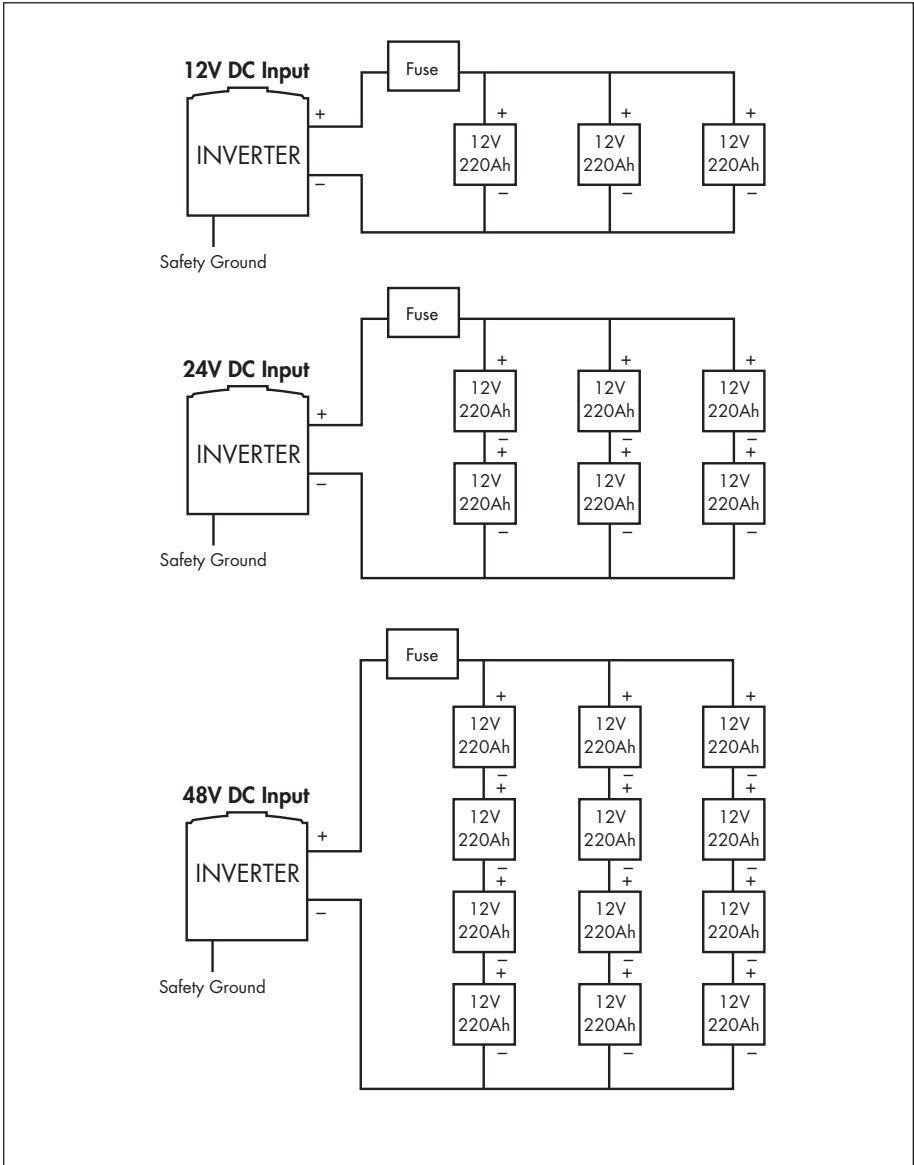 12V DC Input
Fuse
INVERTER
+
–
+ + +
12V 12V 12V
220Ah 220Ah 220Ah
– – –
Safety Ground
24V DC Input
Fuse
INVERTER
+
–
+ + +
12V 12V 12V
220Ah 220Ah 220Ah
– – –
+ + +
12V 12V 12V
220Ah 220Ah 220Ah
– – –
Safety Ground
Fuse
48V DC Input
INVERTER
+
–
+ + +
12V 12V 12V
220Ah 220Ah 220Ah
– – –
+ + +
12V 12V 12V
220Ah 220Ah 220Ah
– – –
+ + +
12V 12V 12V
220Ah 220Ah 220Ah
– – –
+ + +
12V 12V 12V
220Ah 220Ah 220Ah
– – –
Safety Ground